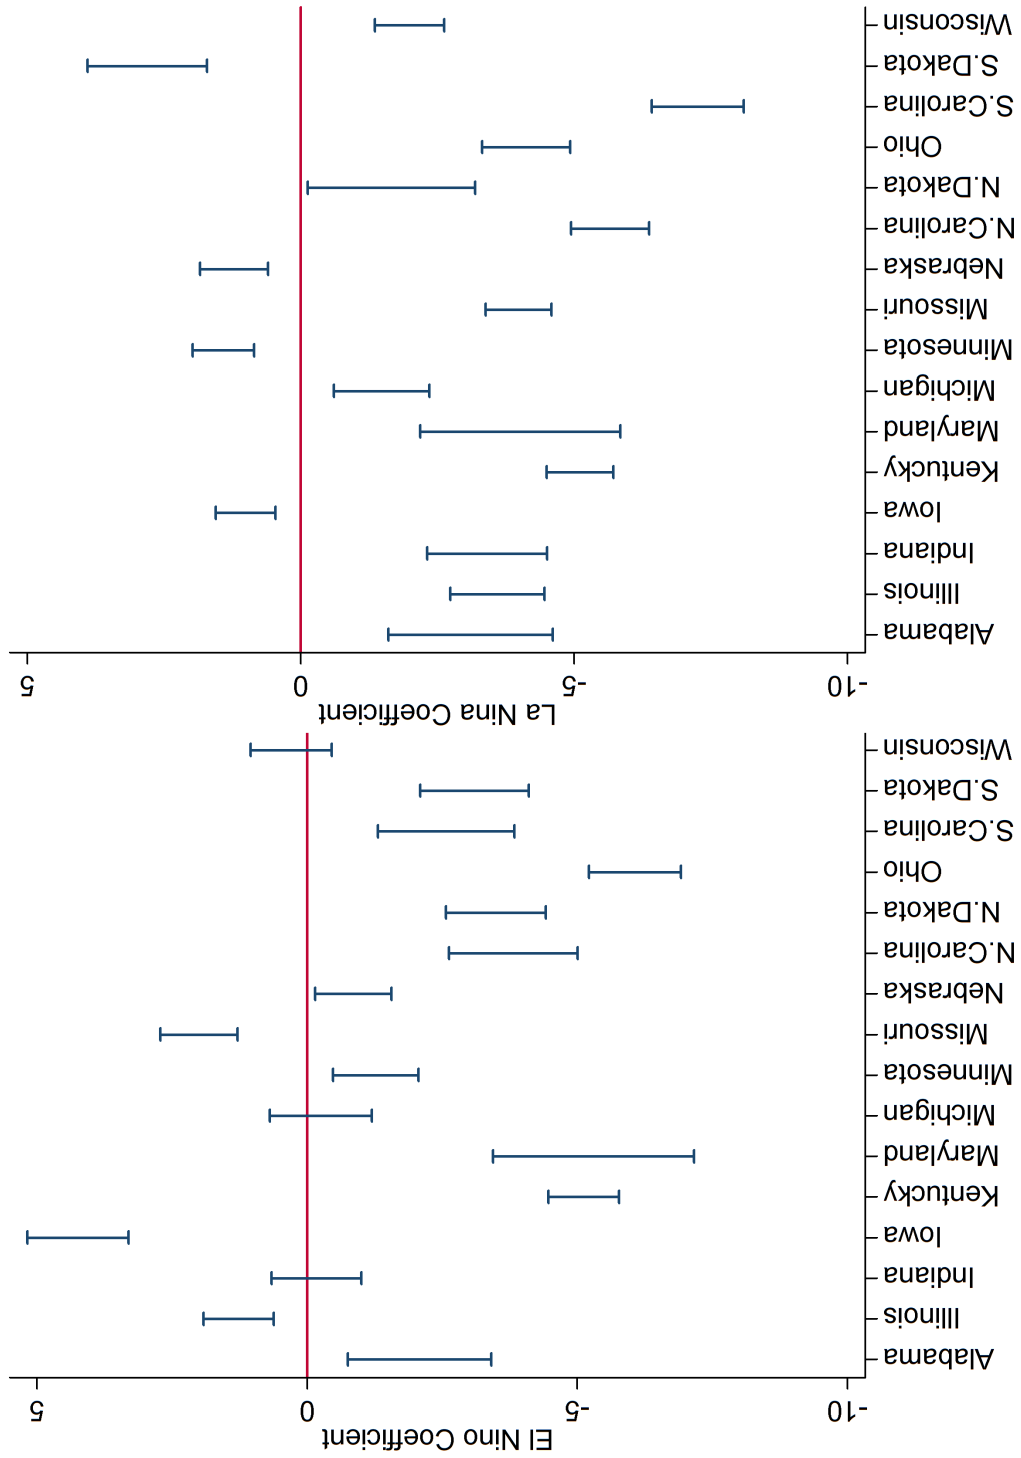 El Nino Coefficient
-10 -5 0 5
Alabama
Illinois
Indiana
Iowa
Kentucky
Maryland
Michigan
Minnesota
Missouri
Nebraska
N.Carolina
N.Dakota
Ohio
S.Carolina
S.Dakota
Wisconsin
La Nina Coefficient
-10 -5 0 5
Alabama
Illinois
Indiana
Iowa
Kentucky
Maryland
Michigan
Minnesota
Missouri
Nebraska
N.Carolina
N.Dakota
Ohio
S.Carolina
S.Dakota
Wisconsin